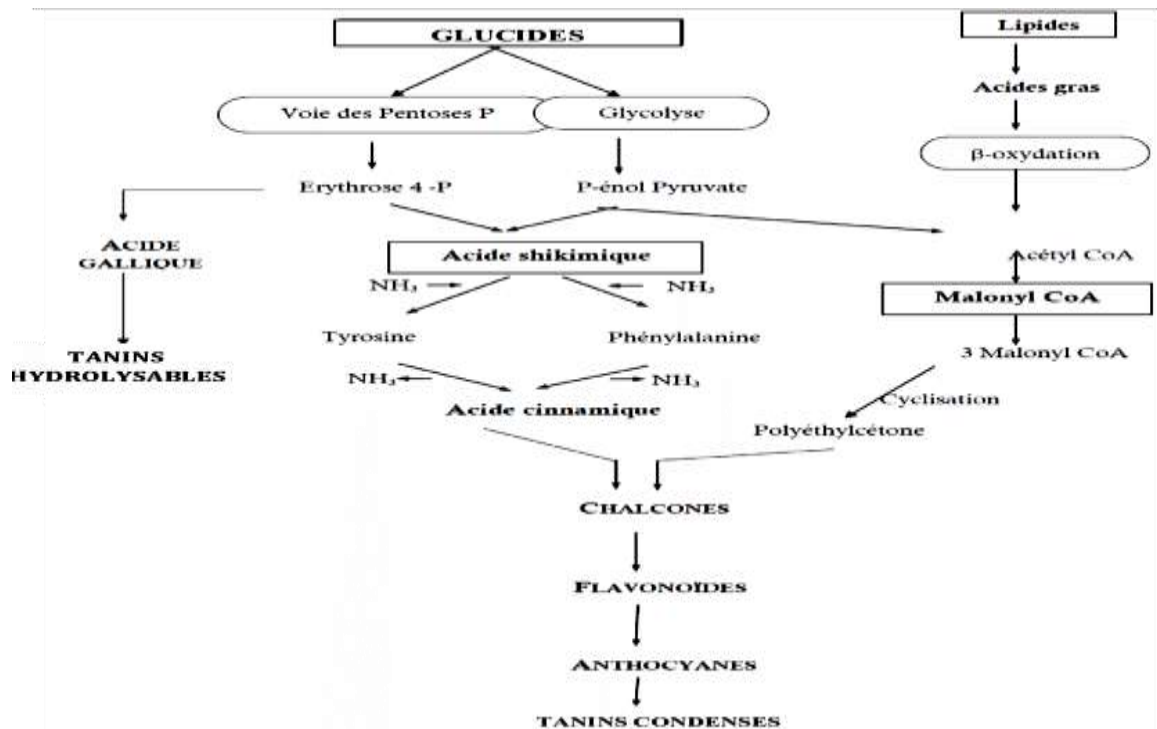 GLUCIDES
Lipides
Voie des Pentoses P
Glycolyse
Acides gras
β-oxydation
Erythrose 4 -P
P-énol Pyruvate
ACIDE
GALLIQUE
Acide shikimique
Acétyl CoA
NH₃
NH₃
Malonyl CoA
Tyrosine
Phénylalanine
3 Malonyl CoA
TANINS
HYDROLYSABLES
NH₃
NH₃
Acide cinnamique
Cyclisation
Polyéthylcétone
CHALCONES
FLAVONOÏDES
ANTHOCYANES
TANINS CONDENSES